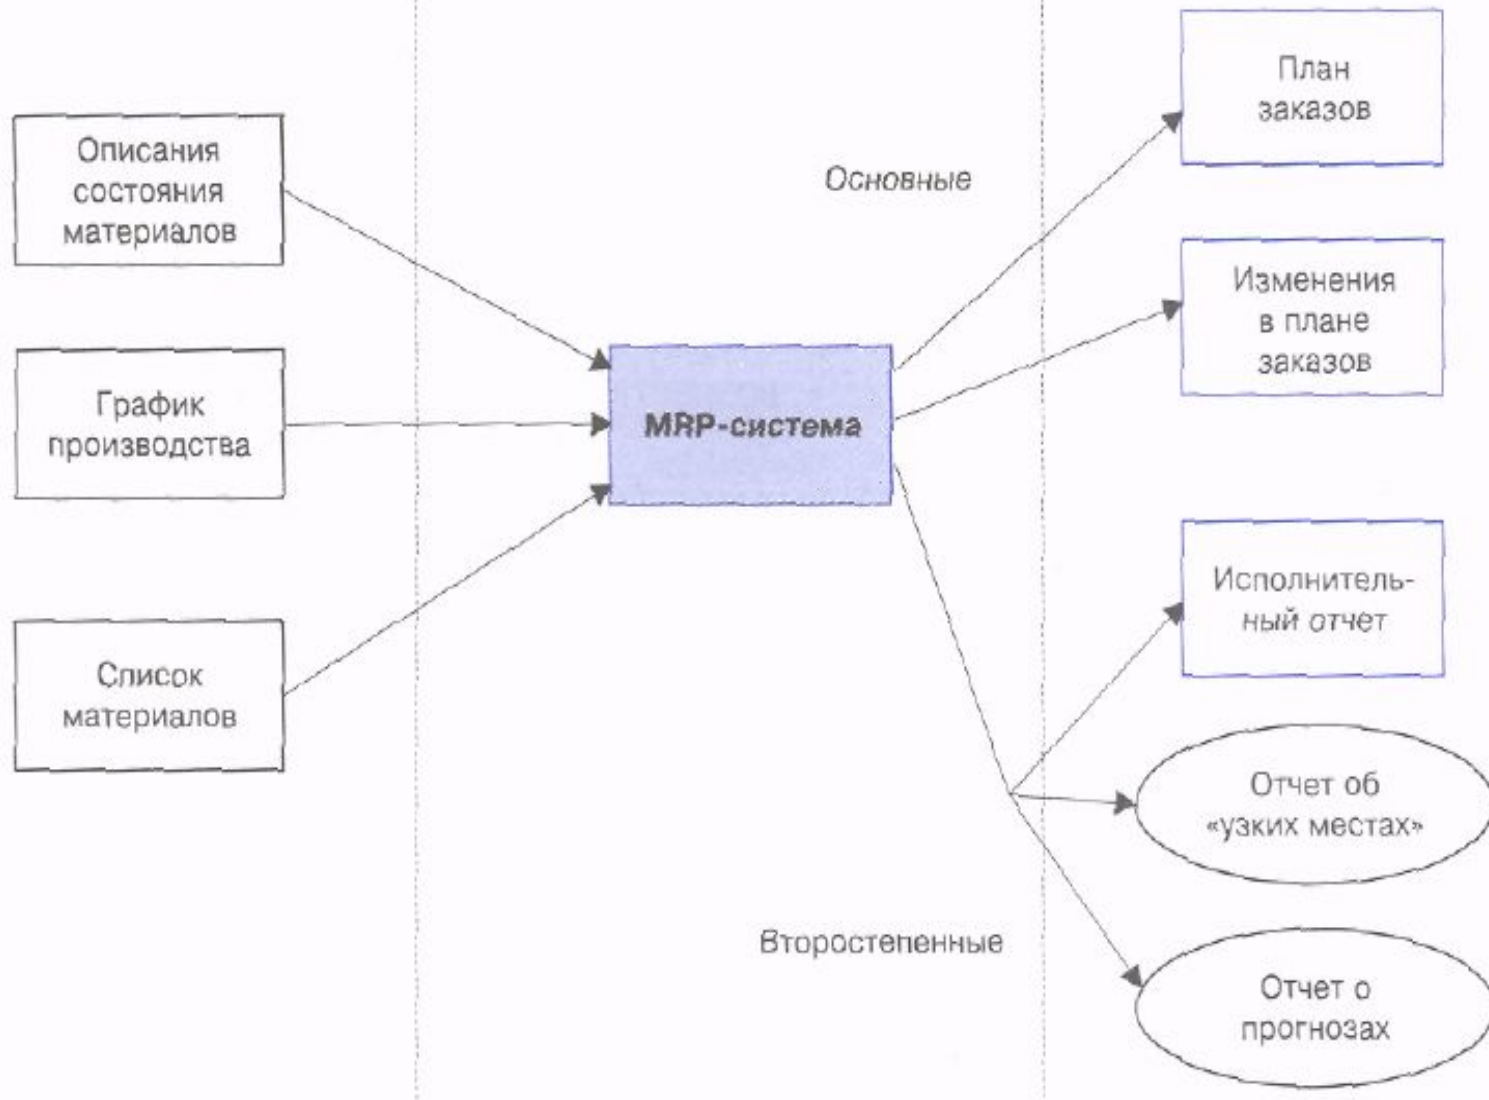 Описания
состояния
материалов
График
производства
Список
материалов
MRP-система
Основные
Второстепенные
План
заказов
Изменения
в плане
заказов
Исполнитель-
ный отчет
Отчет об
«узких местах»
Отчет о
прогнозах